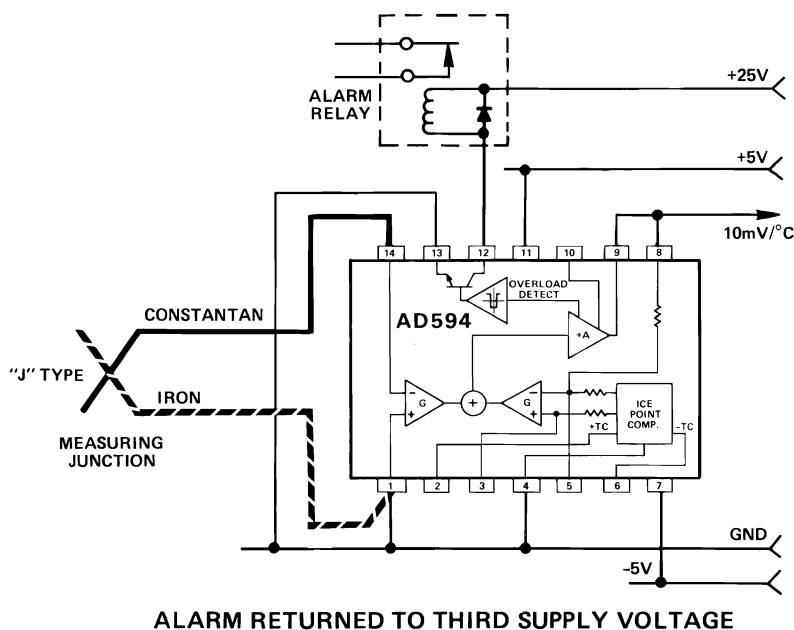 ALARM
RELAY
+25V
+5V
10mV/°C
14 13 12 11 10 9 8
OVERLOAD
DETECT
AD594
+A
CONSTANTAN
"J" TYPE
IRON
MEASURING
JUNCTION
− + G
+
G − +
ICE
POINT
COMP.
+TC
-TC
1 2 3 4 5 6 7
GND
-5V
ALARM RETURNED TO THIRD SUPPLY VOLTAGE